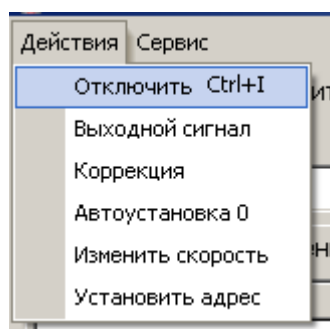 Действия Сервис
Отключить Ctrl+I
Выходной сигнал
Коррекция
Автоустановка 0
Изменить скорость
Установить адрес